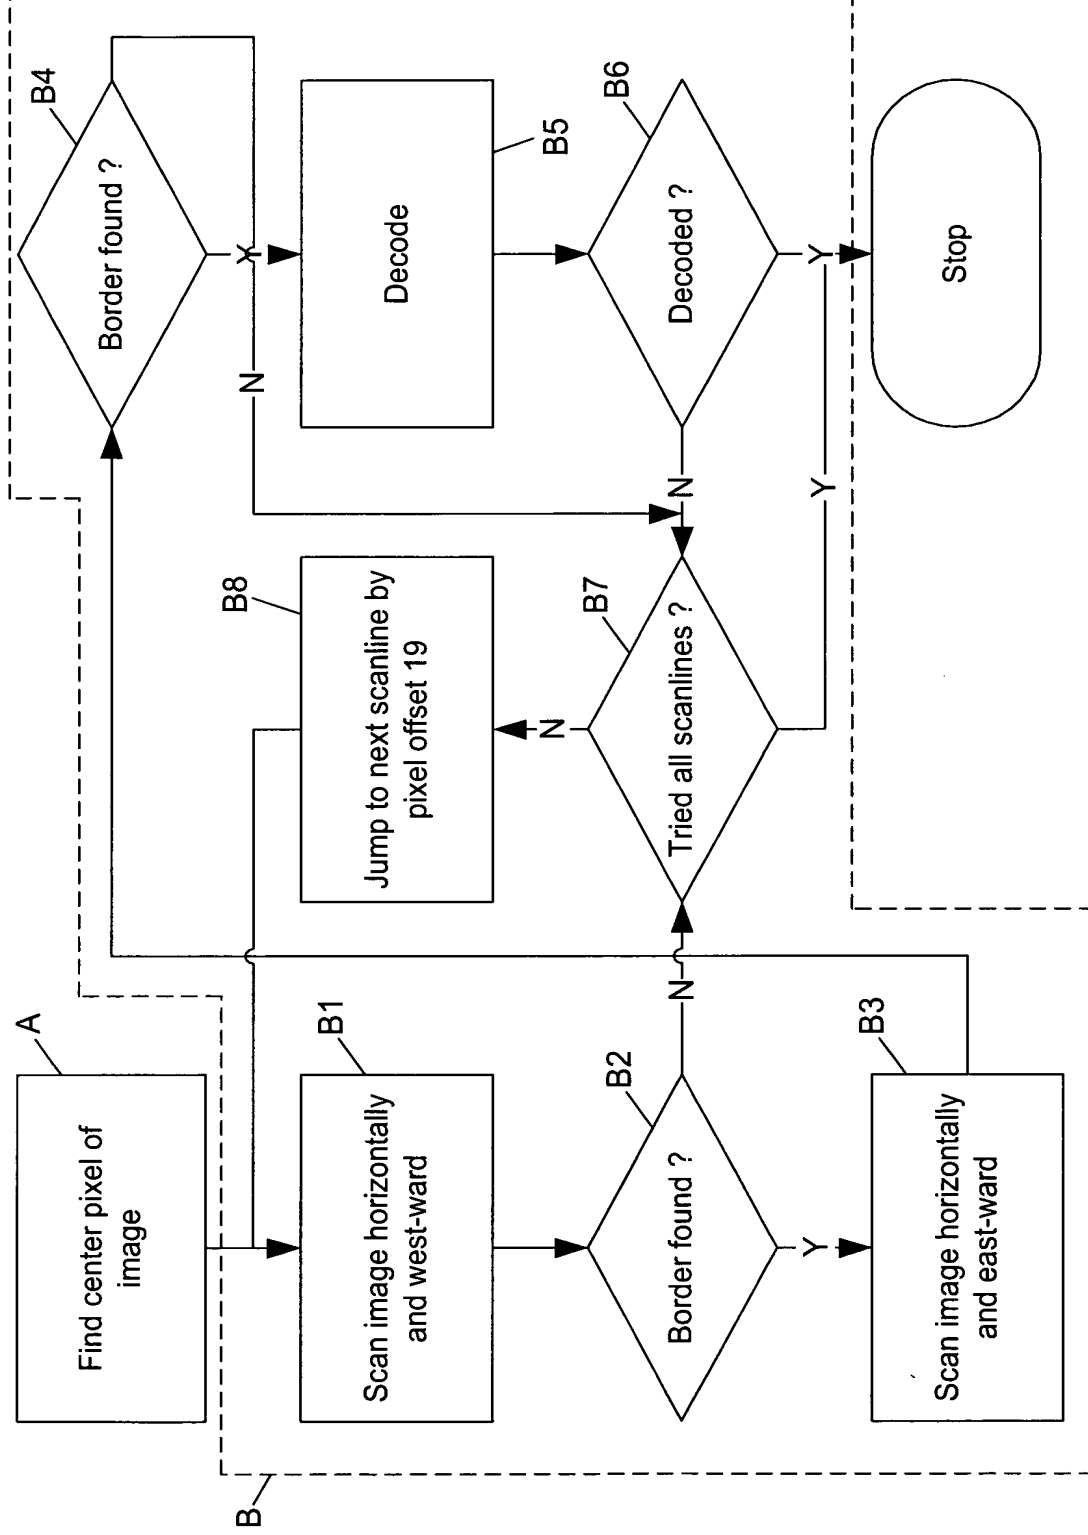 A
Find center pixel of
image
B
B1
Scan image horizontally
and west-ward
B2
Border found ?
N
Y
B3
Scan image horizontally
and east-ward
B8
Jump to next scanline by
pixel offset 19
N
B7
Tried all scanlines ?
Y
B4
Border found ?
Y
N
B5
Decode
B6
Decoded ?
N
Y
Stop